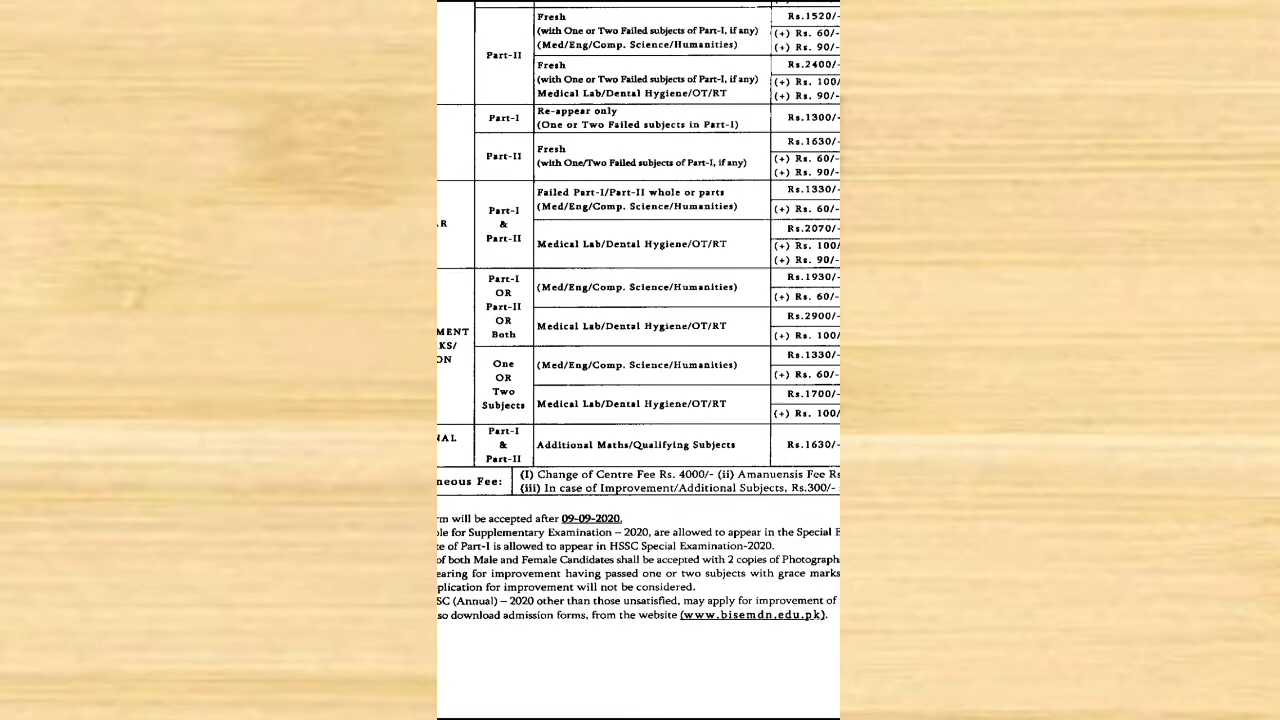 Fresh
(with One or Two Failed subjects of Part-I, if any)
(Med/Eng/Comp. Science/Humanities)
Rs.1520/-
(+) Rs. 60/-
(+) Rs. 90/-
Part-II
Fresh
(with One or Two Failed subjects of Part-I, if any)
Medical Lab/Dental Hygiene/OT/RT
Rs.2400/-
(+) Rs. 100/
(+) Rs. 90/-
Part-I
Re-appear only
(One or Two Failed subjects in Part-I)
Rs.1300/-
Part-II
Fresh
(with One/Two Failed subjects of Part-I, if any)
Rs.1630/-
(+) Rs. 60/-
(+) Rs. 90/-
AR
Part-I
&
Part-II
Failed Part-I/Part-II whole or parts
(Med/Eng/Comp. Science/Humanities)
Rs.1330/-
(+) Rs. 60/-
Medical Lab/Dental Hygiene/OT/RT
Rs.2070/-
(+) Rs. 100/
(+) Rs. 90/-
MENT
KS/
ON
Part-I
OR
Part-II
OR
Both
(Med/Eng/Comp. Science/Humanities)
Rs.1930/-
(+) Rs. 60/-
Medical Lab/Dental Hygiene/OT/RT
Rs.2900/-
(+) Rs. 100/
One
OR
Two
Subjects
(Med/Eng/Comp. Science/Humanities)
Rs.1330/-
(+) Rs. 60/-
Medical Lab/Dental Hygiene/OT/RT
Rs.1700/-
(+) Rs. 100/
NAL
Part-I
&
Part-II
Additional Maths/Qualifying Subjects
Rs.1630/-
neous Fee:
(I) Change of Centre Fee Rs. 4000/- (ii) Amanuensis Fee Rs
(iii) In case of Improvement/Additional Subjects, Rs.300/-
rm will be accepted after 09-09-2020.
ble for Supplementary Examination – 2020, are allowed to appear in the Special E
te of Part-I is allowed to appear in HSSC Special Examination-2020.
of both Male and Female Candidates shall be accepted with 2 copies of Photograph
earing for improvement having passed one or two subjects with grace marks
plication for improvement will not be considered.
SC (Annual) – 2020 other than those unsatisfied, may apply for improvement of
so download admission forms, from the website (www.bisemdn.edu.pk).